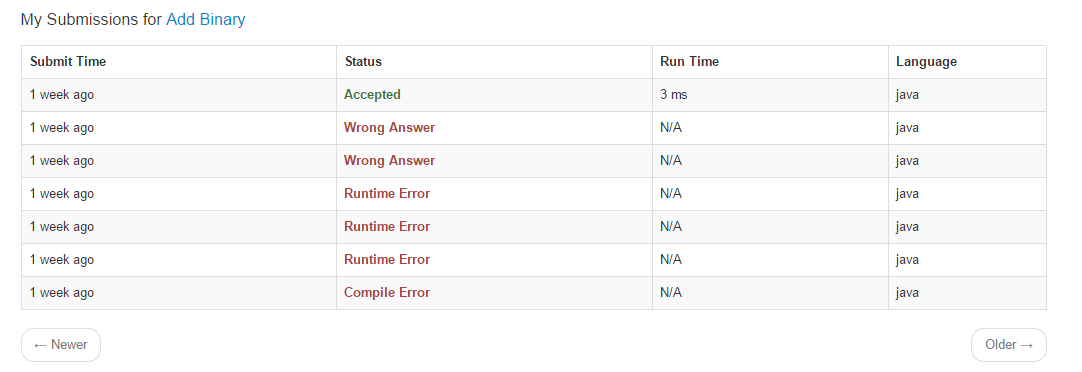 My Submissions for Add Binary
Submit Time Status Run Time Language
1 week ago Accepted 3 ms java
1 week ago Wrong Answer N/A java
1 week ago Wrong Answer N/A java
1 week ago Runtime Error N/A java
1 week ago Runtime Error N/A java
1 week ago Runtime Error N/A java
1 week ago Compile Error N/A java
← Newer Older →